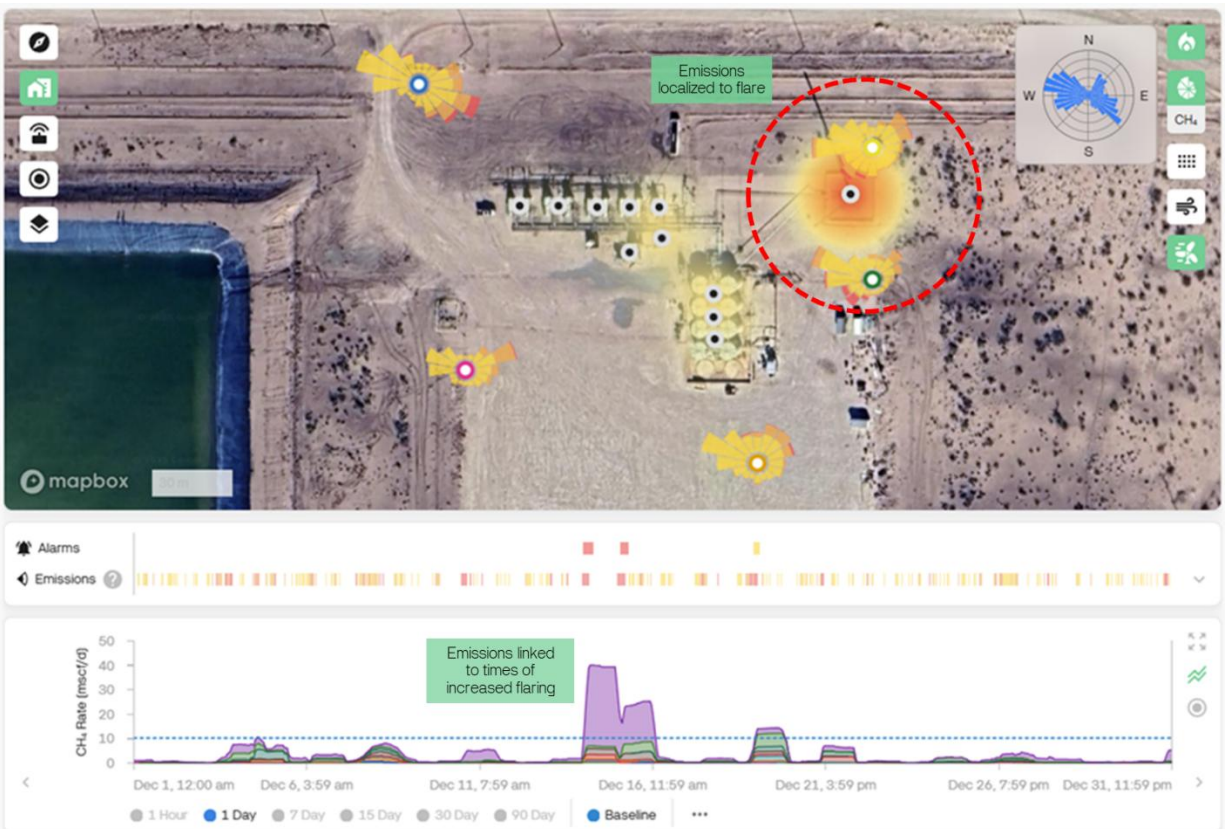 Emissions
localized to flare
N
W
E
S
CH₄
mapbox
30 m
Alarms
Emissions ?
CH₄ Rate (mscf/d)
50
40
30
20
10
0
Emissions linked
to times of
increased flaring
Dec 1, 12:00 am
Dec 6, 3:59 am
Dec 11, 7:59 am
Dec 16, 11:59 am
Dec 21, 3:59 pm
Dec 26, 7:59 pm
Dec 31, 11:59 pm
1 Hour
1 Day
7 Day
15 Day
30 Day
90 Day
Baseline